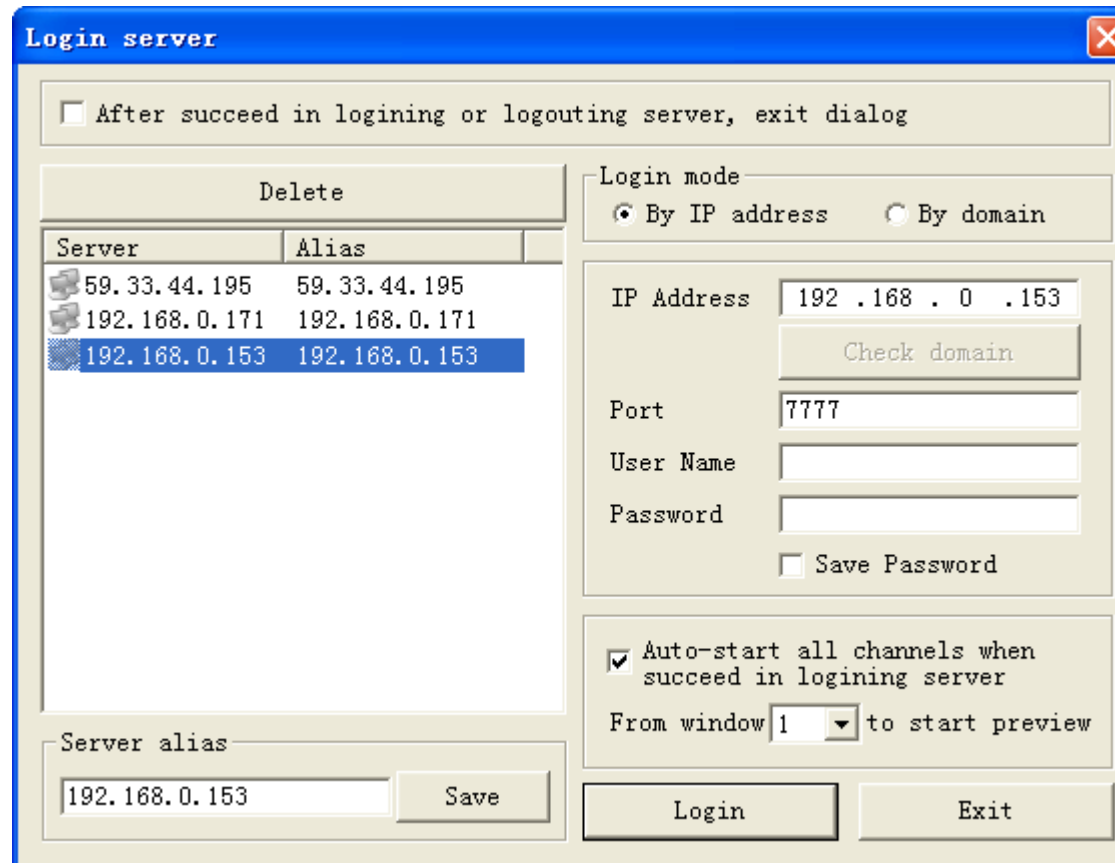 Login server
After succeed in logining or logouting server, exit dialog
Delete
Server Alias
59.33.44.195 59.33.44.195
192.168.0.171 192.168.0.171
192.168.0.153 192.168.0.153
Server alias
192.168.0.153 Save
Login mode
By IP address By domain
IP Address 192 .168 . 0 .153
Check domain
Port 7777
User Name
Password
Save Password
Auto-start all channels when
succeed in logining server
From window 1 to start preview
Login Exit